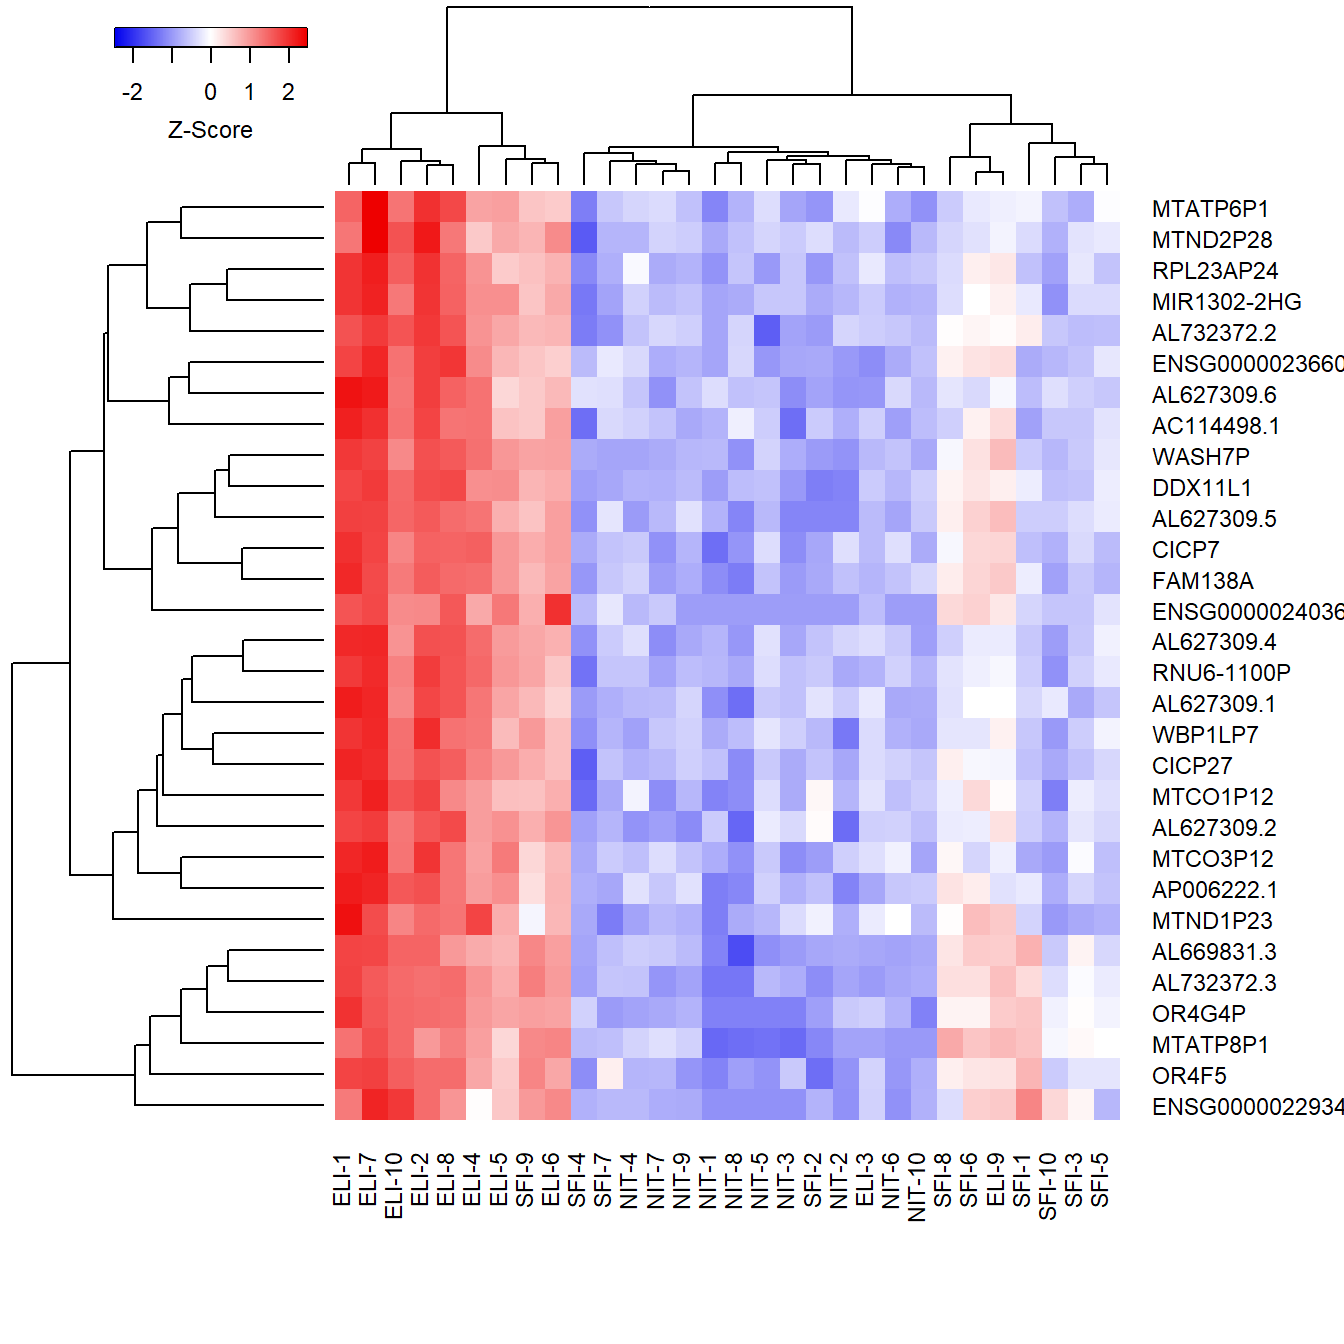 -2 0 1 2
Z-Score
MTATP6P1
MTND2P28
RPL23AP24
MIR1302-2HG
AL732372.2
ENSG0000023660
AL627309.6
AC114498.1
WASH7P
DDX11L1
AL627309.5
CICP7
FAM138A
ENSG0000024036
AL627309.4
RNU6-1100P
AL627309.1
WBP1LP7
CICP27
MTCO1P12
AL627309.2
MTCO3P12
AP006222.1
MTND1P23
AL669831.3
AL732372.3
OR4G4P
MTATP8P1
OR4F5
ENSG0000022934
ELI-1
ELI-7
ELI-10
ELI-2
ELI-8
ELI-4
ELI-5
SFI-9
ELI-6
SFI-4
SFI-7
NIT-4
NIT-7
NIT-9
NIT-1
NIT-8
NIT-5
NIT-3
SFI-2
NIT-2
ELI-3
NIT-6
NIT-10
SFI-8
SFI-6
ELI-9
SFI-1
SFI-10
SFI-3
SFI-5